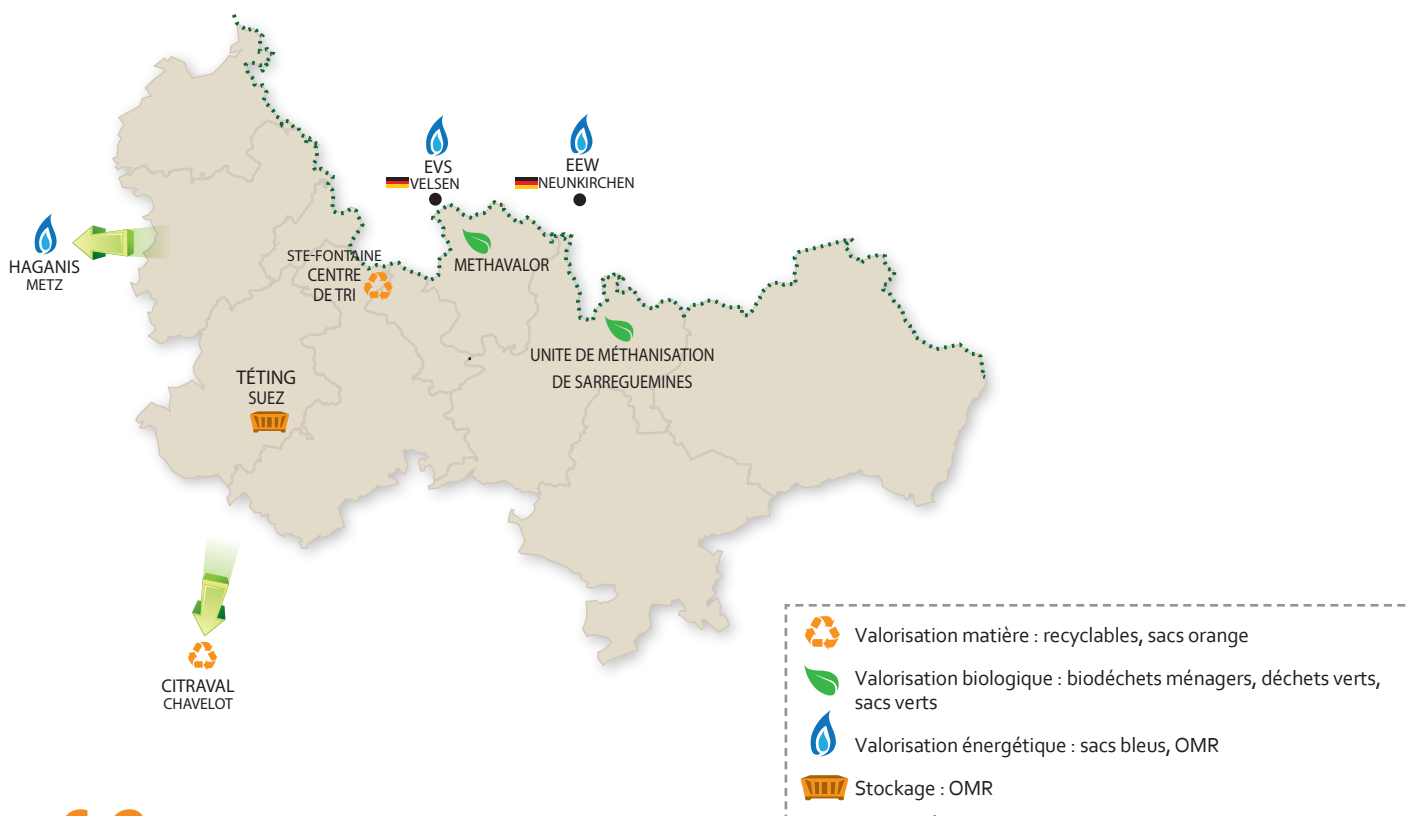 EVS
VELSEN
EEW
NEUNKIRCHEN
HAGANIS
METZ
STE-FONTAINE
CENTRE
DE TRI
METHAVALOR
UNITE DE MÉTHANISATION
DE SARREGUEMINES
TÉTING
SUEZ
CITRAVAL
CHAVELOT
Valorisation matière : recyclables, sacs orange
Valorisation biologique : biodéchets ménagers, déchets verts,
sacs verts
Valorisation énergétique : sacs bleus, OMR
Stockage : OMR